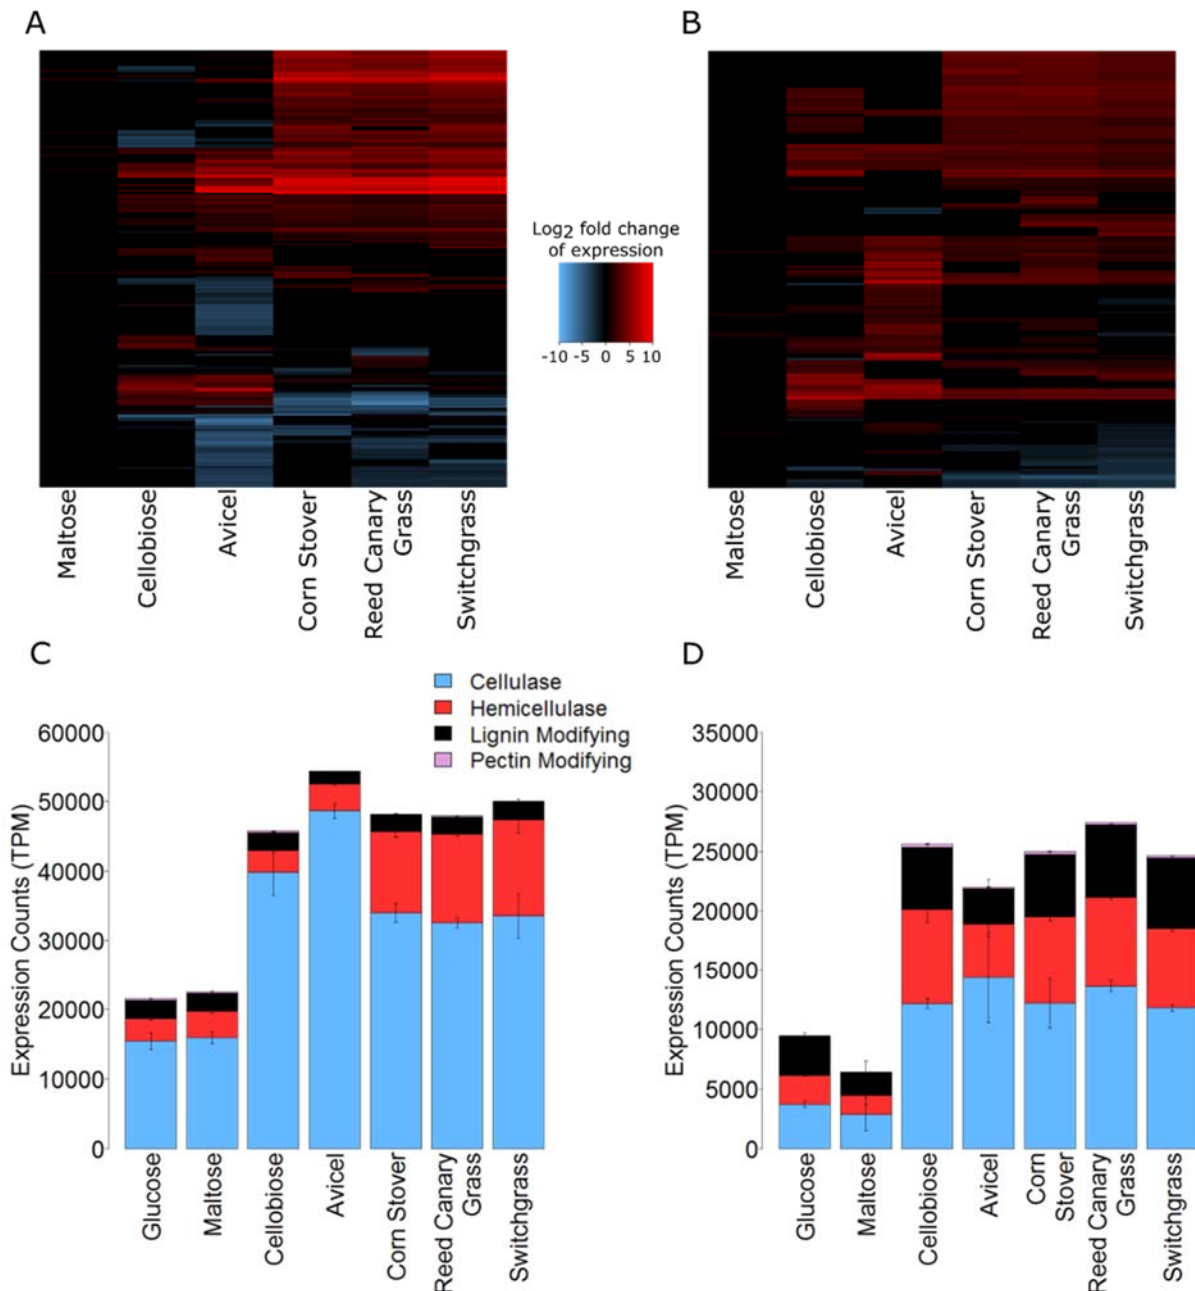 A
B
Log2 fold change
of expression
-10 -5 0 5 10
Maltose
Cellobiose
Avicel
Corn Stover
Reed Canary
Grass
Switchgrass
Maltose
Cellobiose
Avicel
Corn Stover
Reed Canary
Grass
Switchgrass
C
D
Cellulase
Hemicellulase
Lignin Modifying
Pectin Modifying
Expression Counts (TPM)
60000
50000
40000
30000
20000
10000
0
Glucose
Maltose
Cellobiose
Avicel
Corn Stover
Reed Canary
Grass
Switchgrass
Expression Counts (TPM)
35000
30000
25000
20000
15000
10000
5000
0
Glucose
Maltose
Cellobiose
Avicel
Corn
Stover
Reed Canary
Grass
Switchgrass